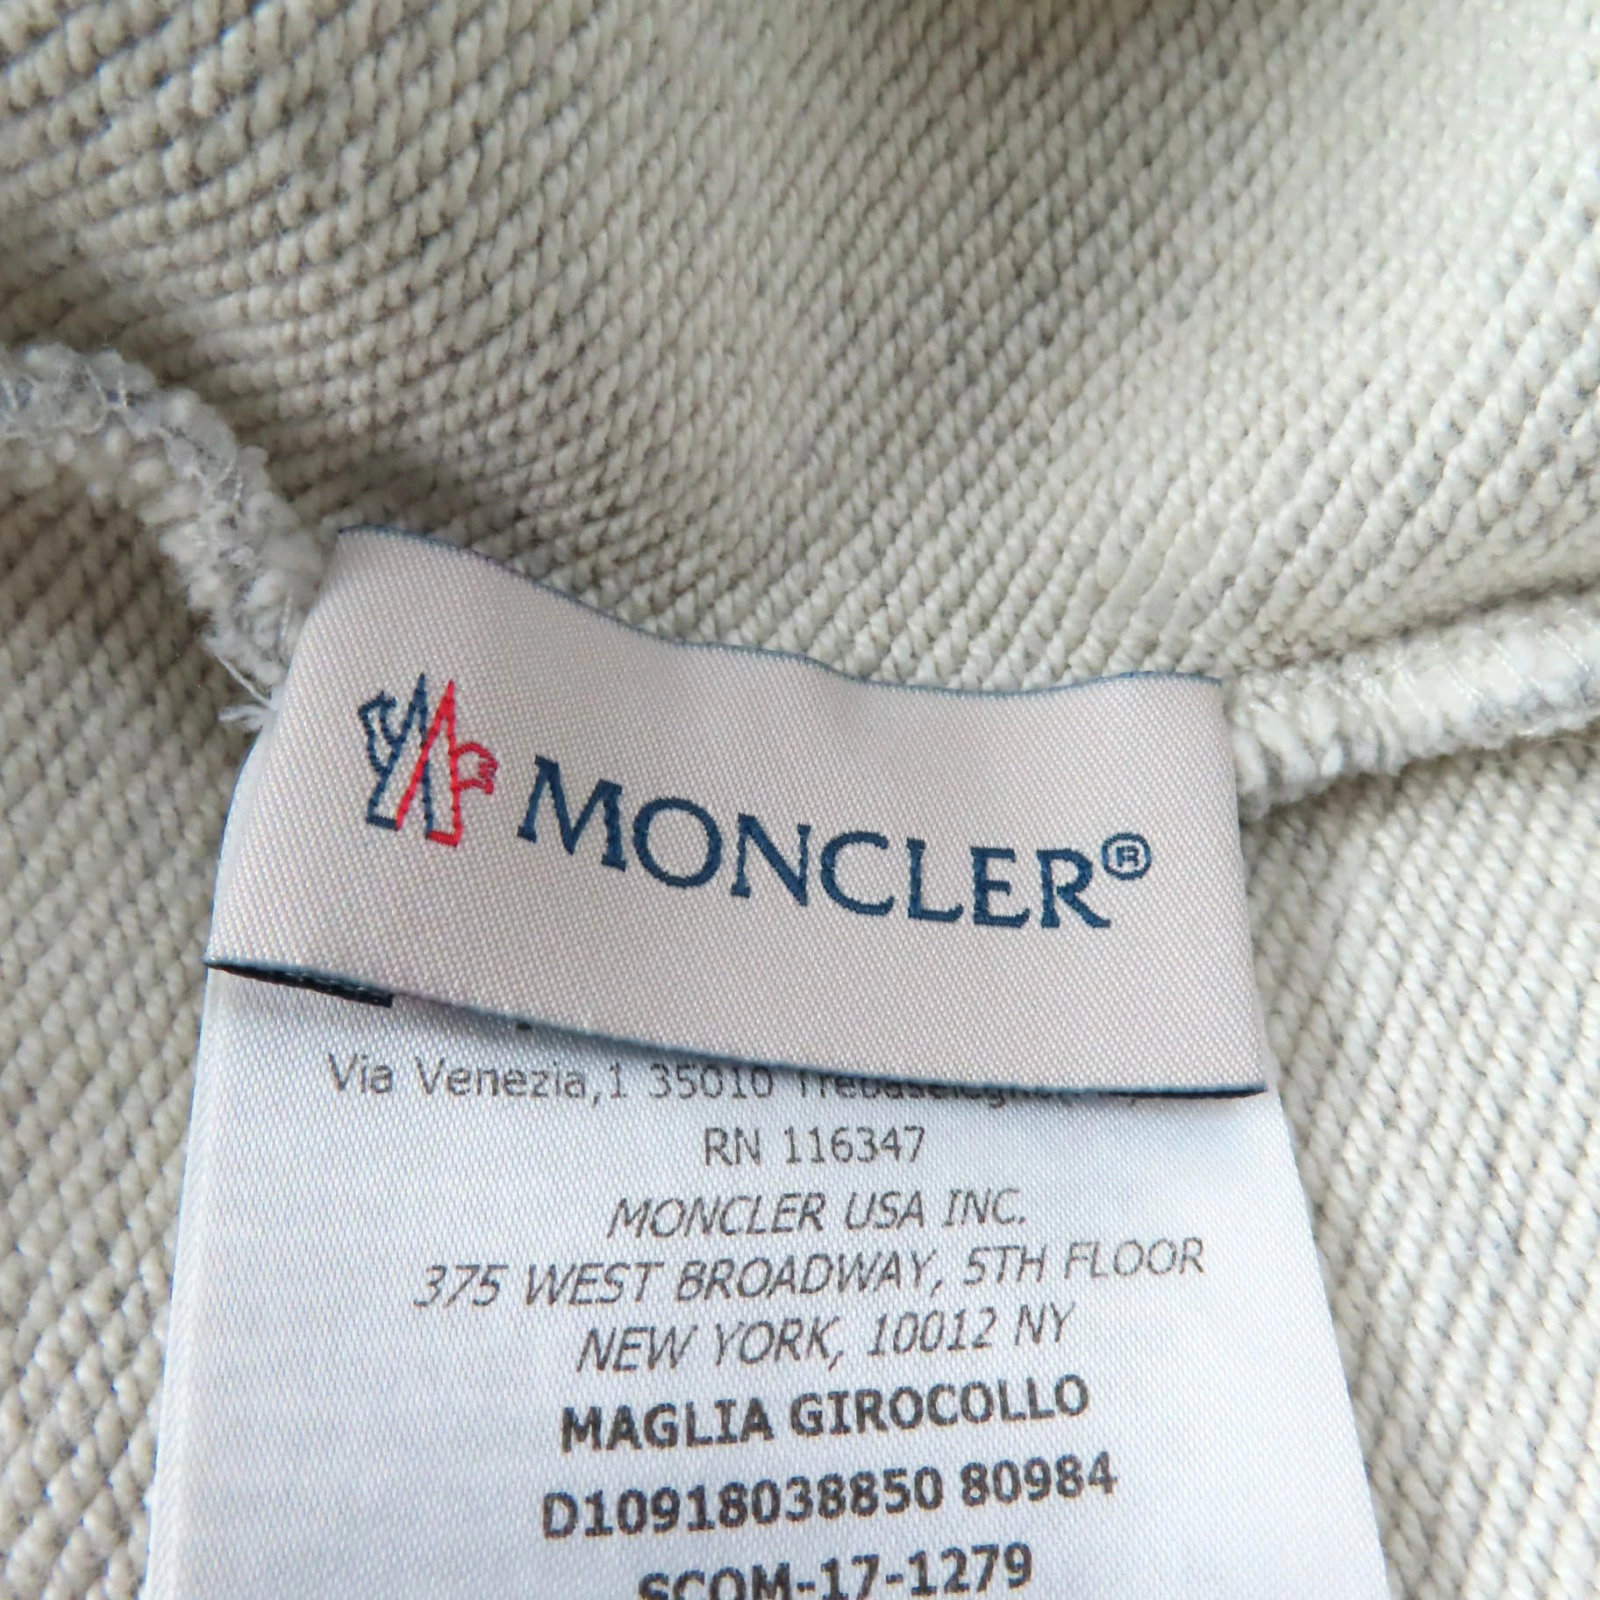 MONCLER®
Via Venezia,1 35010 Trebaseleghe
RN 116347
MONCLER USA INC.
375 WEST BROADWAY, 5TH FLOOR
NEW YORK, 10012 NY
MAGLIA GIROCOLLO
D10918038850 80984
SCOM-17-1279